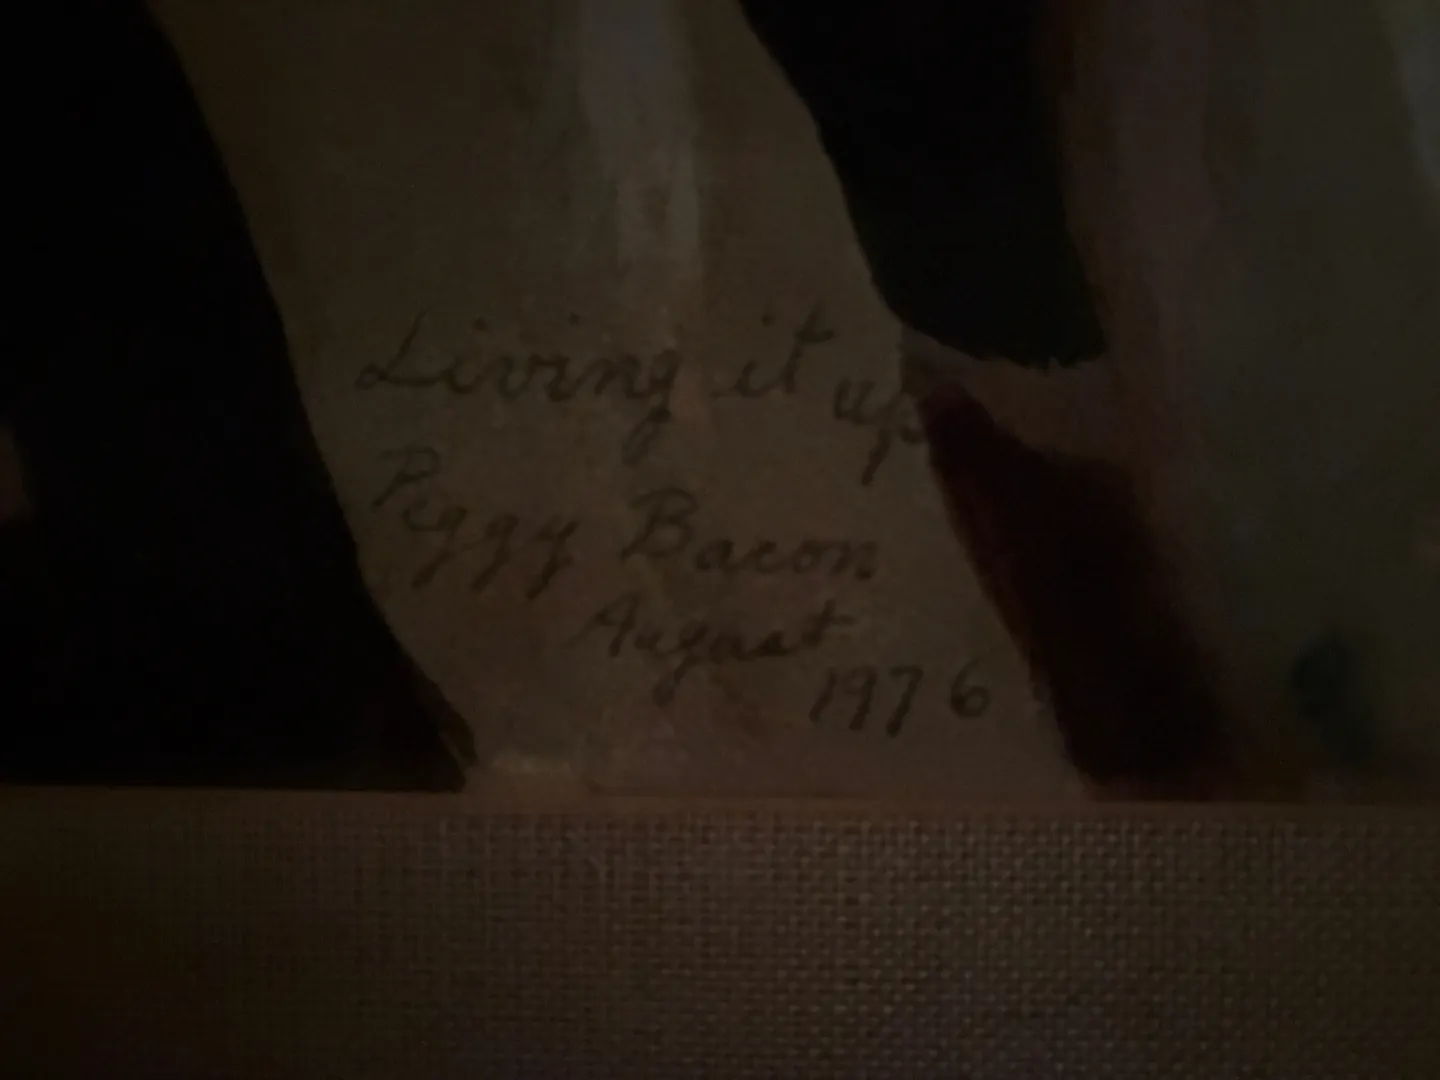 Living it up
Peggy Bacon
August
1976